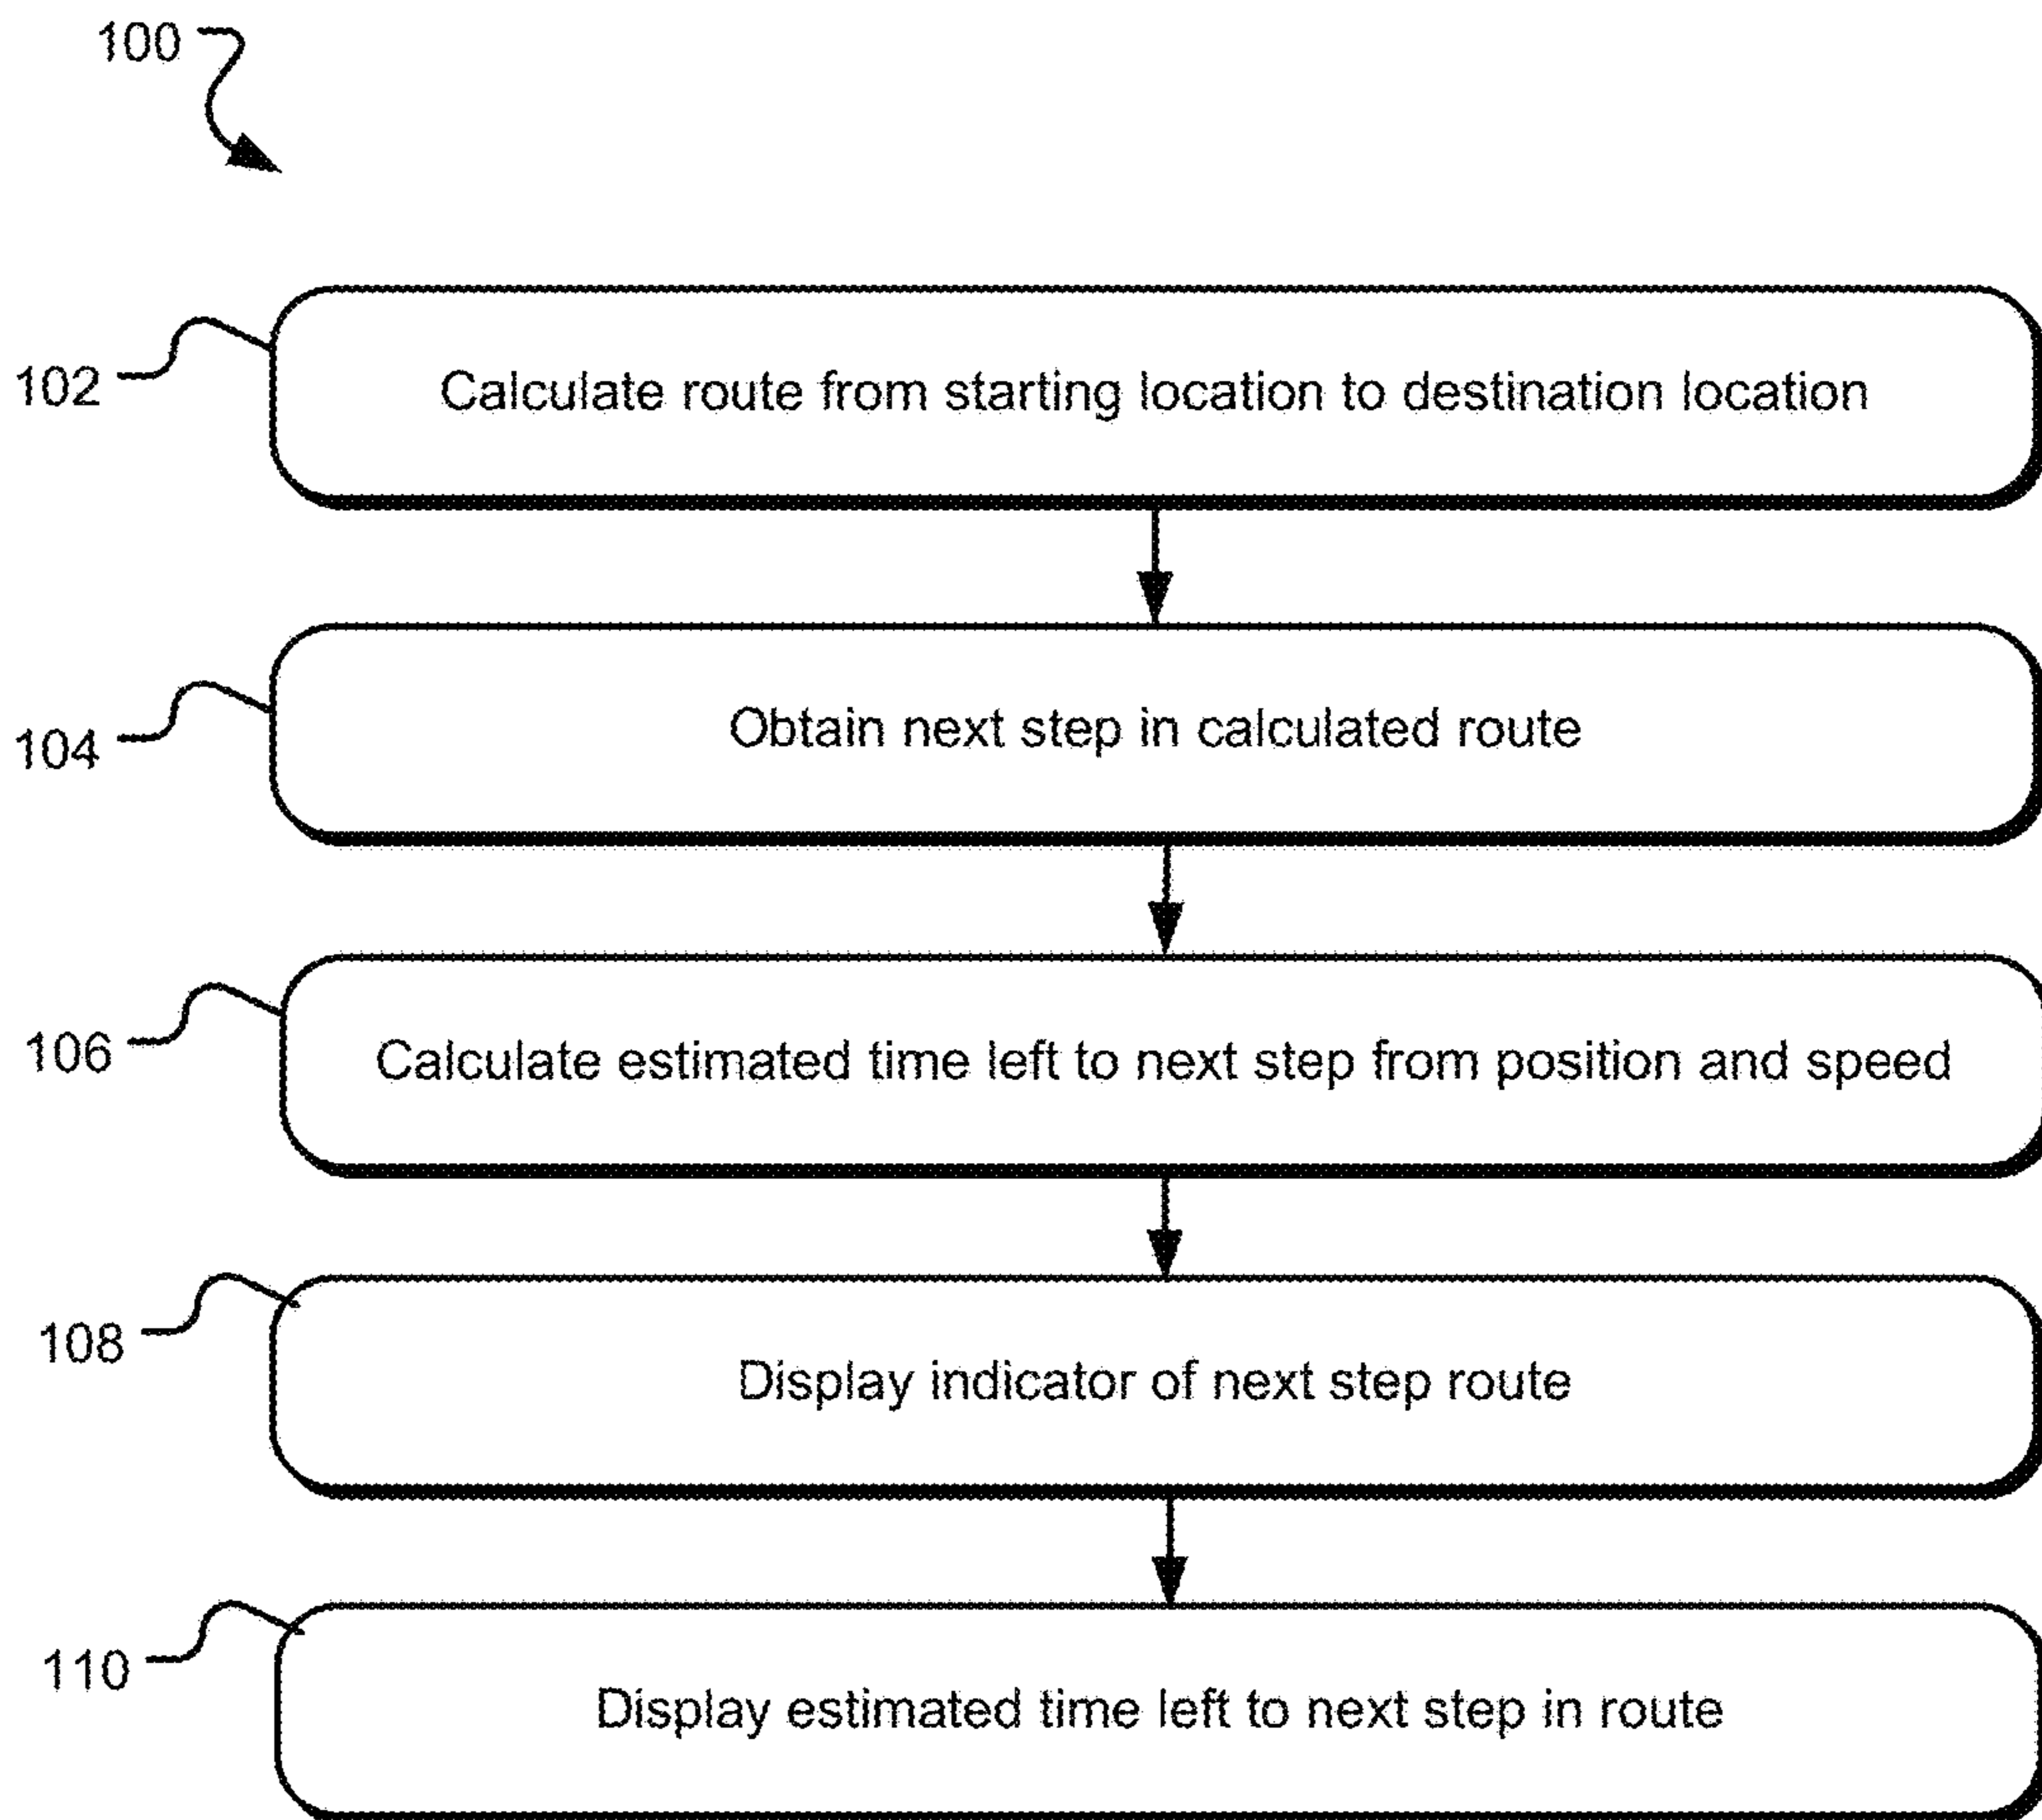 100
102 Calculate route from starting location to destination location
104 Obtain next step in calculated route
106 Calculate estimated time left to next step from position and speed
108 Display indicator of next step route
110 Display estimated time left to next step in route